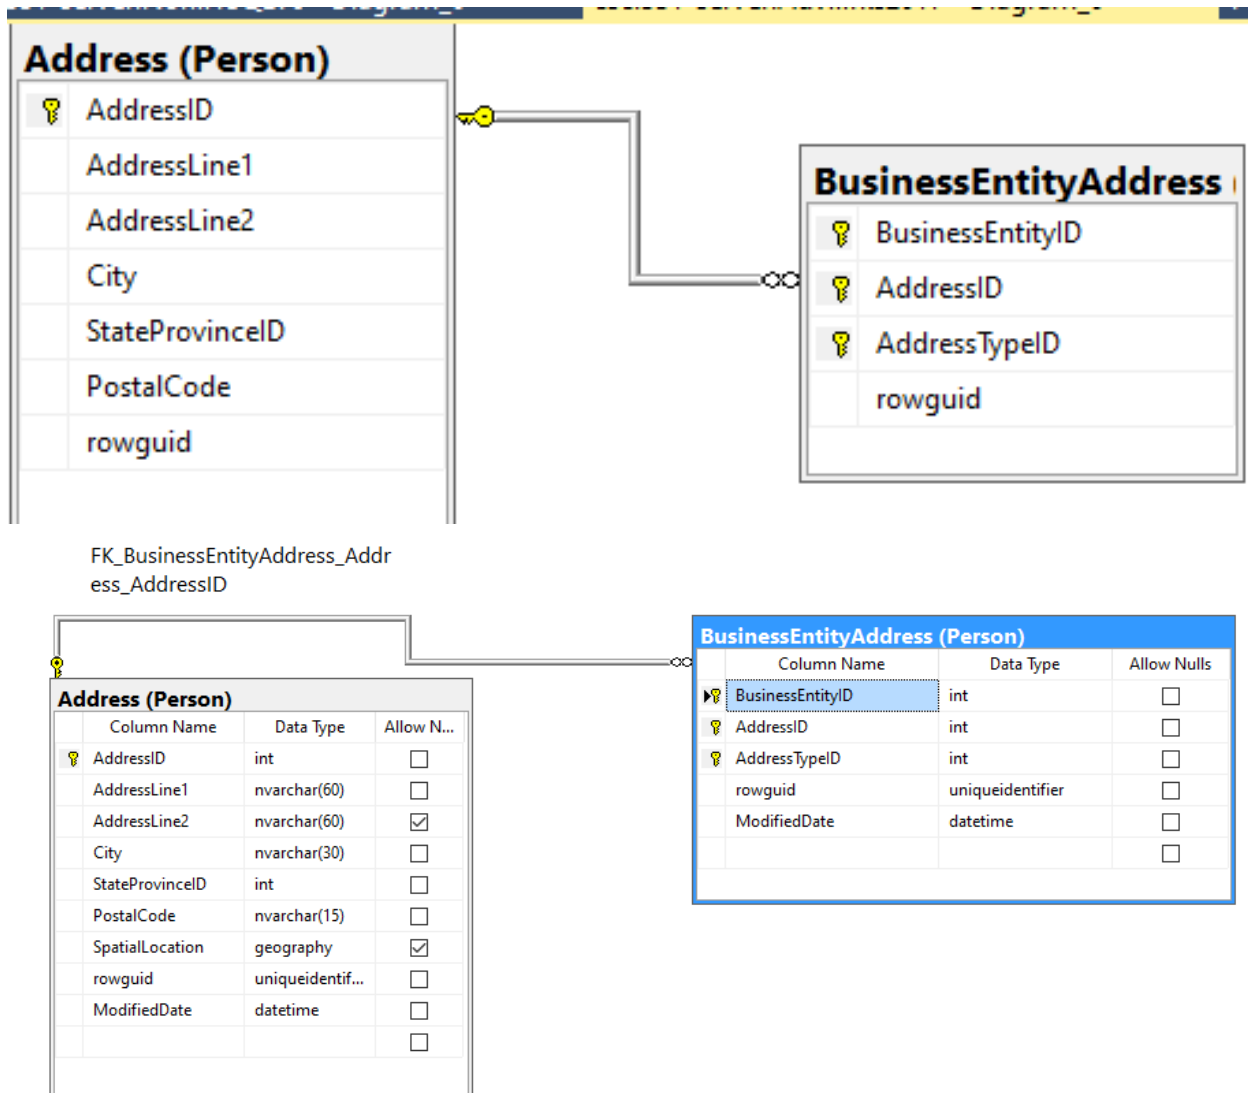 Address (Person)
AddressID
AddressLine1
AddressLine2
City
StateProvinceID
PostalCode
rowguid
BusinessEntityAddress
BusinessEntityID
AddressID
AddressTypeID
rowguid
FK_BusinessEntityAddress_Addr
ess_AddressID
Address (Person)
Column Name Data Type Allow N...
AddressID int
AddressLine1 nvarchar(60)
AddressLine2 nvarchar(60)
City nvarchar(30)
StateProvinceID int
PostalCode nvarchar(15)
SpatialLocation geography
rowguid uniqueidentif...
ModifiedDate datetime
BusinessEntityAddress (Person)
Column Name Data Type Allow Nulls
BusinessEntityID int
AddressID int
AddressTypeID int
rowguid uniqueidentifier
ModifiedDate datetime